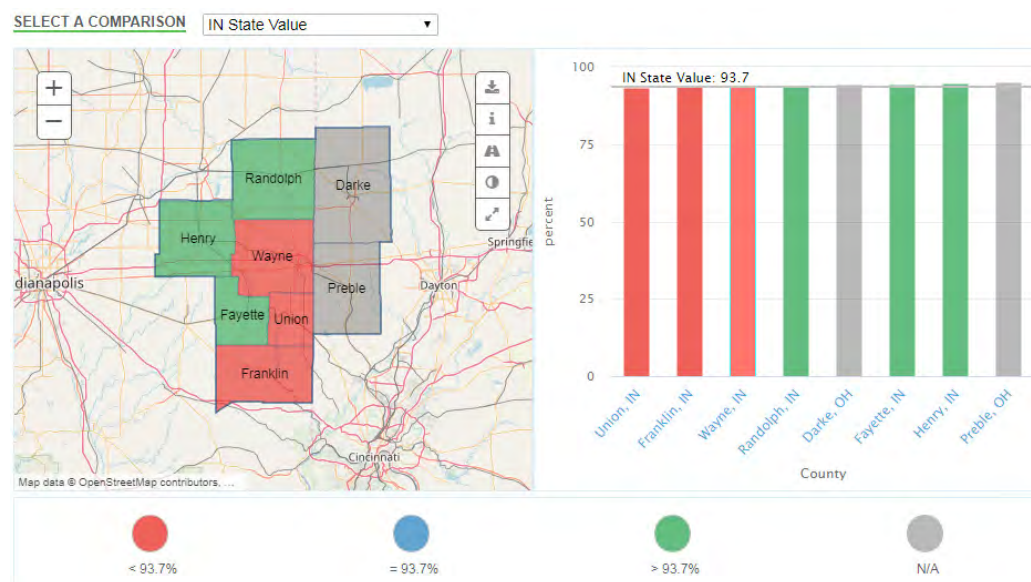 SELECT A COMPARISON
IN State Value
+
−
i
Randolph
Darke
Henry
Wayne
Springfie
dianapolis
Preble
Dayton
Fayette
Union
Franklin
Cincinnati
Map data © OpenStreetMap contributors, ...
100
75
50
25
0
percent
IN State Value: 93.7
Union, IN
Franklin, IN
Wayne, IN
Randolph, IN
Darke, OH
Fayette, IN
Henry, IN
Preble, OH
County
< 93.7%
= 93.7%
> 93.7%
N/A